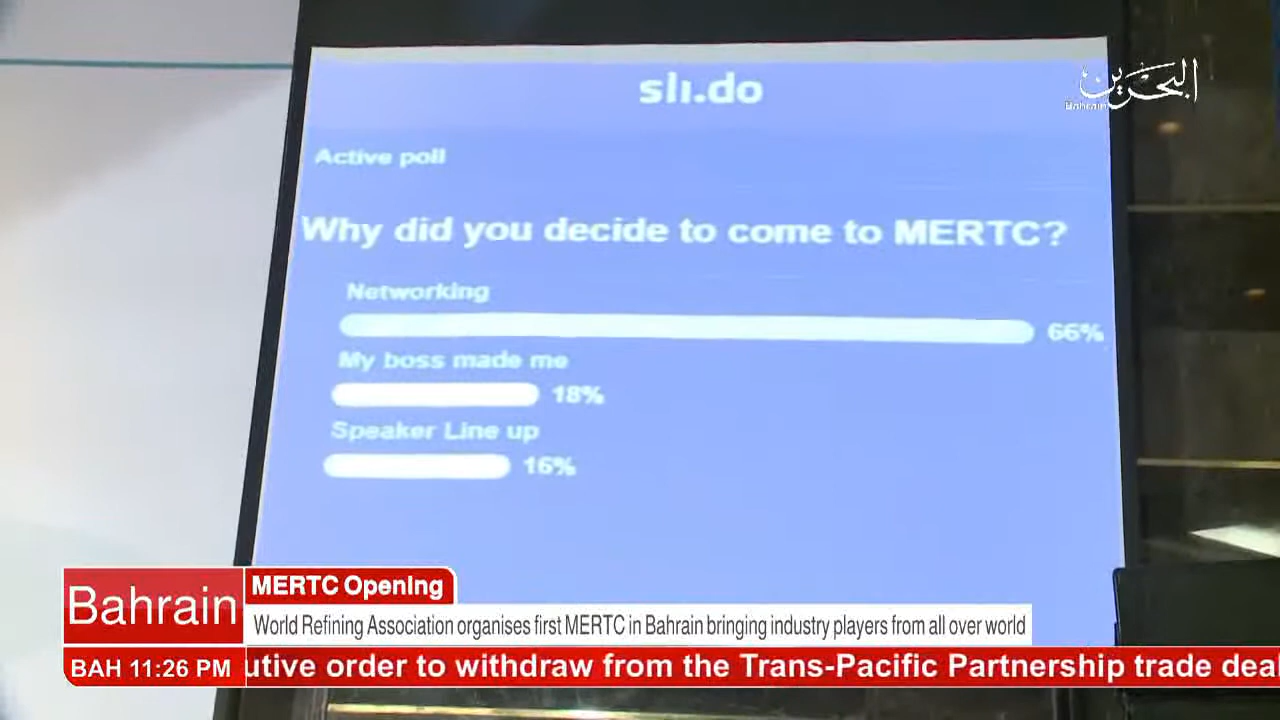 sli.do
البحرين
Bahrain
Active poll
Why did you decide to come to MERTC?
Networking
66%
My boss made me
18%
Speaker Line up
16%
MERTC Opening
Bahrain
World Refining Association organises first MERTC in Bahrain bringing industry players from all over world
BAH 11:26 PM
utive order to withdraw from the Trans-Pacific Partnership trade deal